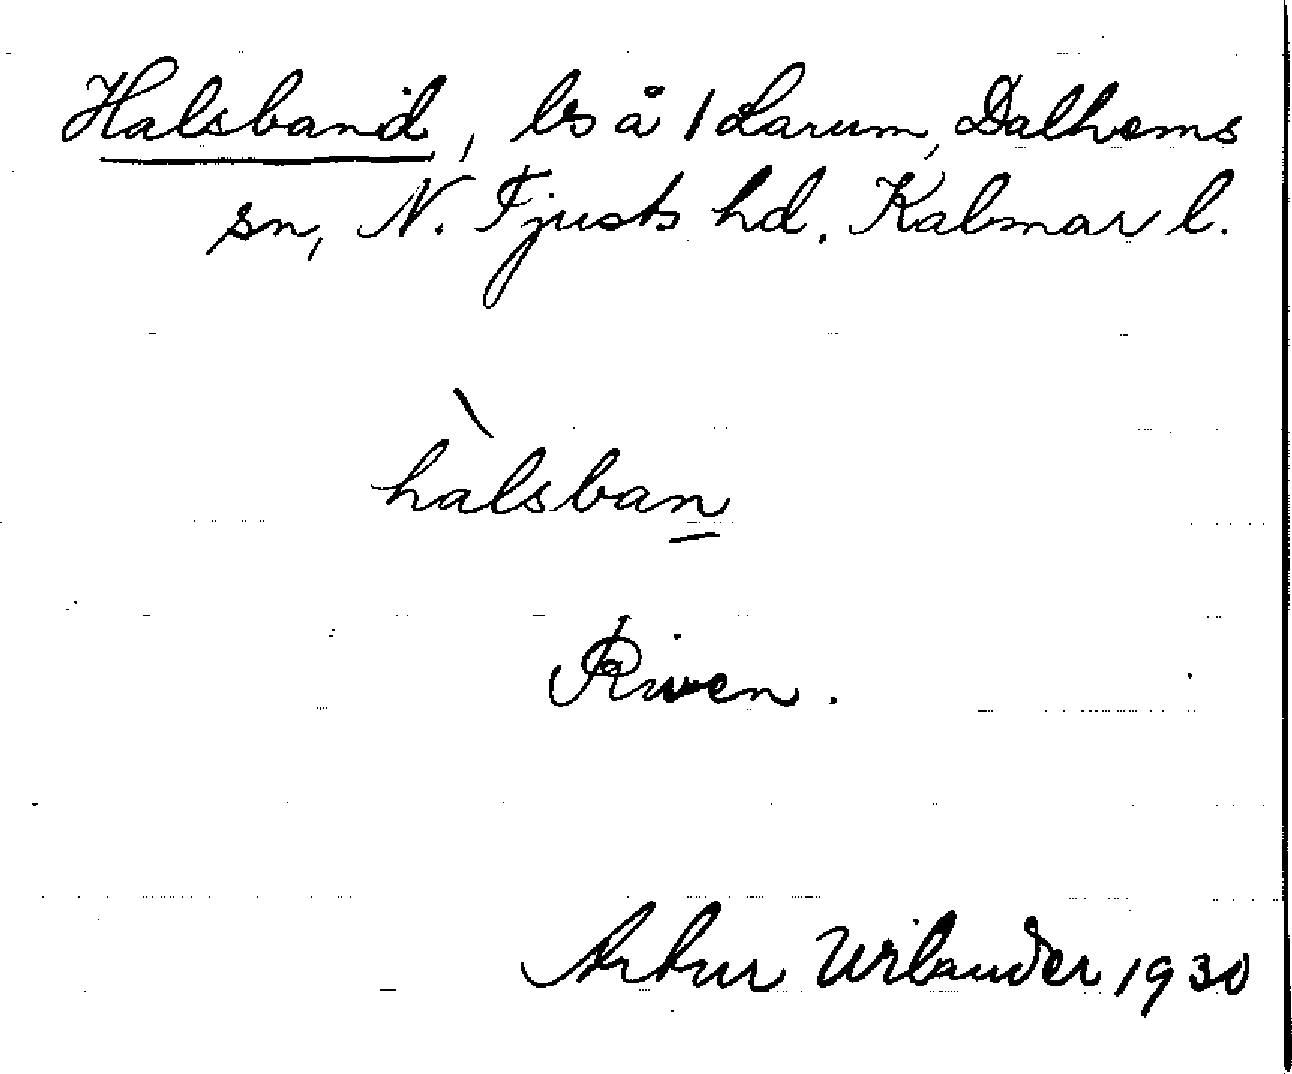 Halsband, ls å 1 Larum, Dalhems
sn, N. Tjusts hd. Kalmar l.
hàlsban
Riven.
Artur Wilander 1930